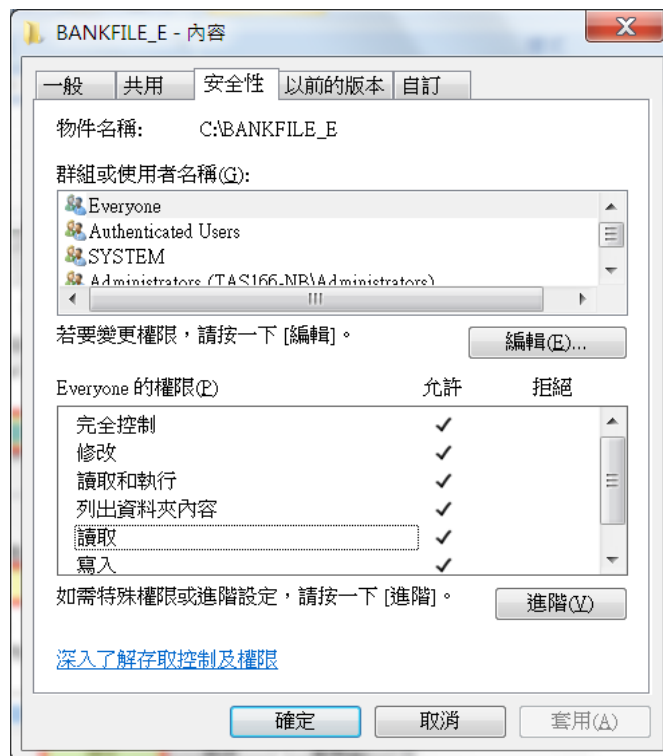 BANKFILE_E - 內容
一般 共用 安全性 以前的版本 自訂
物件名稱: C:\BANKFILE_E
群組或使用者名稱(G):
Everyone
Authenticated Users
SYSTEM
Administrators (TAS166-NB\Administrators)
若要變更權限，請按一下 [編輯]。 編輯(E)...
Everyone 的權限(P) 允許 拒絕
完全控制
修改
讀取和執行
列出資料夾內容
讀取
寫入
如需特殊權限或進階設定，請按一下 [進階]。 進階(V)
深入了解存取控制及權限
確定 取消 套用(A)